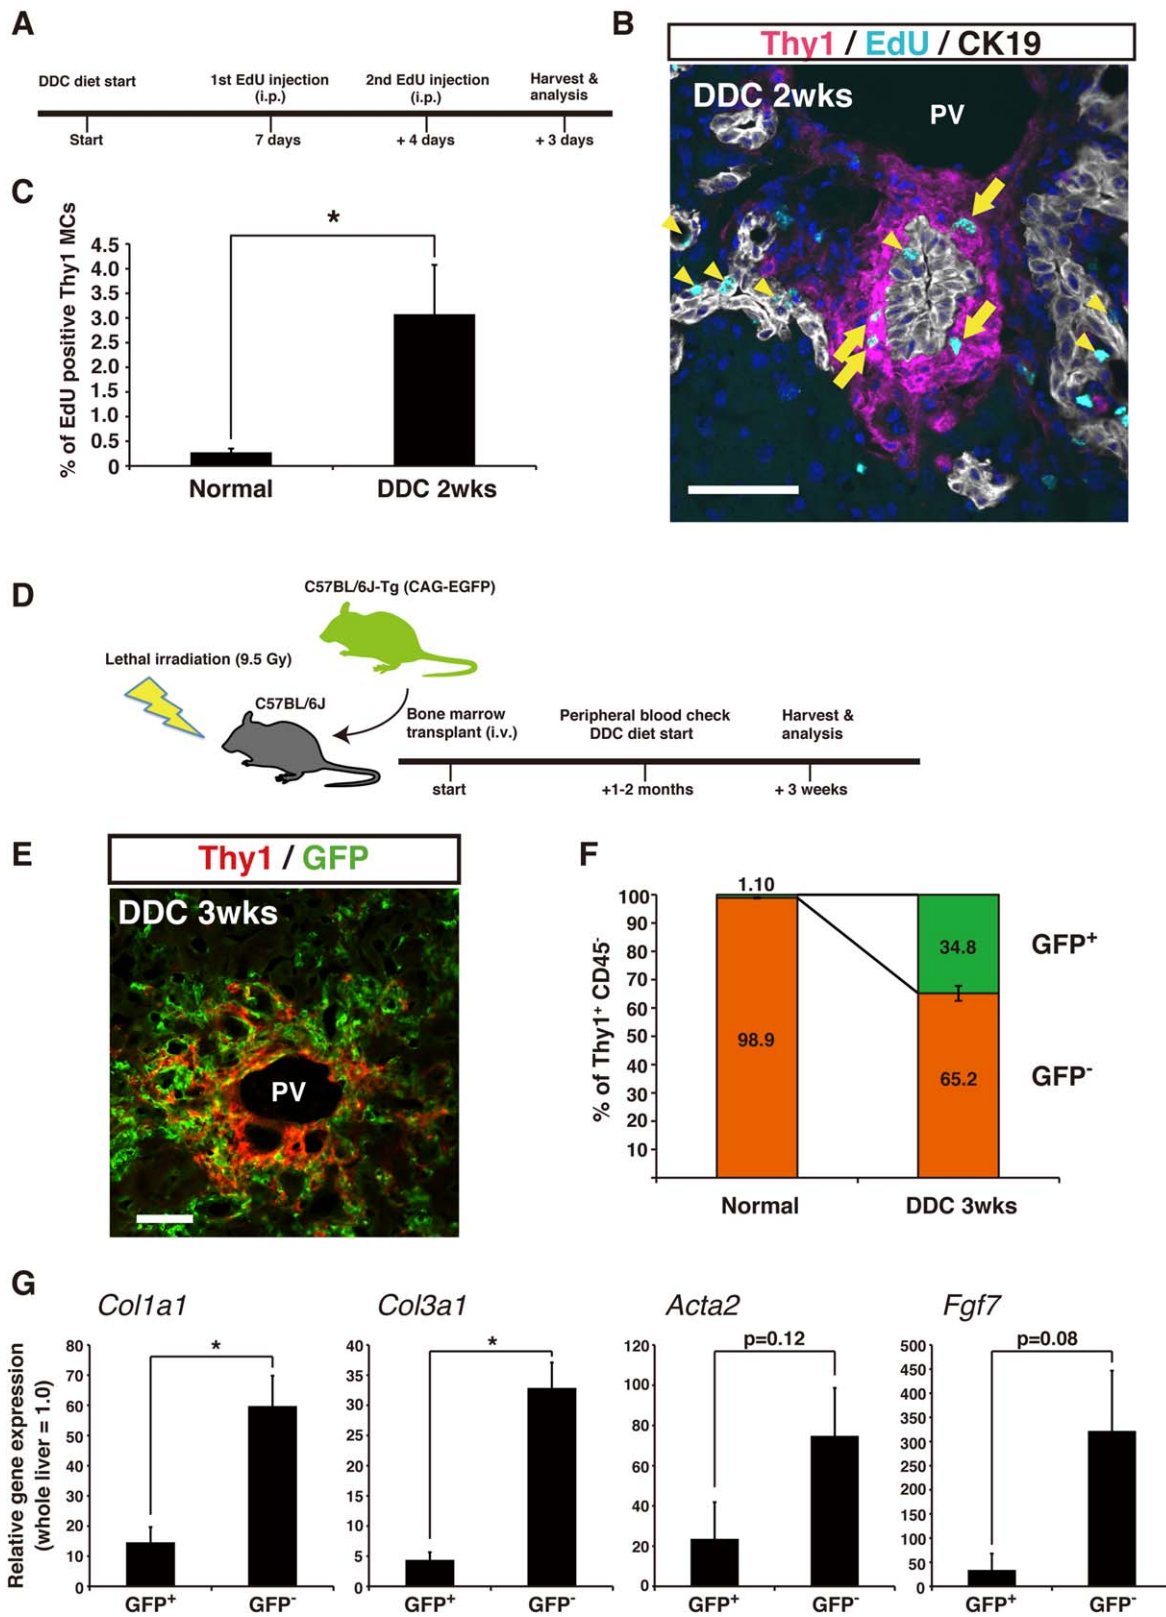 A
DDC diet start
1st EdU injection
(i.p.)
2nd EdU injection
(i.p.)
Harvest &
analysis
Start
7 days
+ 4 days
+ 3 days
B
Thy1 / EdU / CK19
DDC 2wks
PV
C
*
% of EdU positive Thy1 MCs
4.5
4.0
3.5
3.0
2.5
2.0
1.5
1.0
0.5
0
Normal
DDC 2wks
D
C57BL/6J-Tg (CAG-EGFP)
Lethal irradiation (9.5 Gy)
C57BL/6J
Bone marrow
transplant (i.v.)
Peripheral blood check
DDC diet start
Harvest &
analysis
start
+1-2 months
+ 3 weeks
E
Thy1 / GFP
DDC 3wks
PV
F
% of Thy1⁺ CD45⁻
100
90
80
70
60
50
40
30
20
10
1.10
98.9
34.8
65.2
GFP⁺
GFP⁻
Normal
DDC 3wks
G
Relative gene expression
(whole liver = 1.0)
Col1a1
*
80
70
60
50
40
30
20
10
0
GFP⁺
GFP⁻
Col3a1
*
40
35
30
25
20
15
10
5
0
GFP⁺
GFP⁻
Acta2
p=0.12
120
100
80
60
40
20
0
GFP⁺
GFP⁻
Fgf7
p=0.08
500
450
400
350
300
250
200
150
100
50
0
GFP⁺
GFP⁻